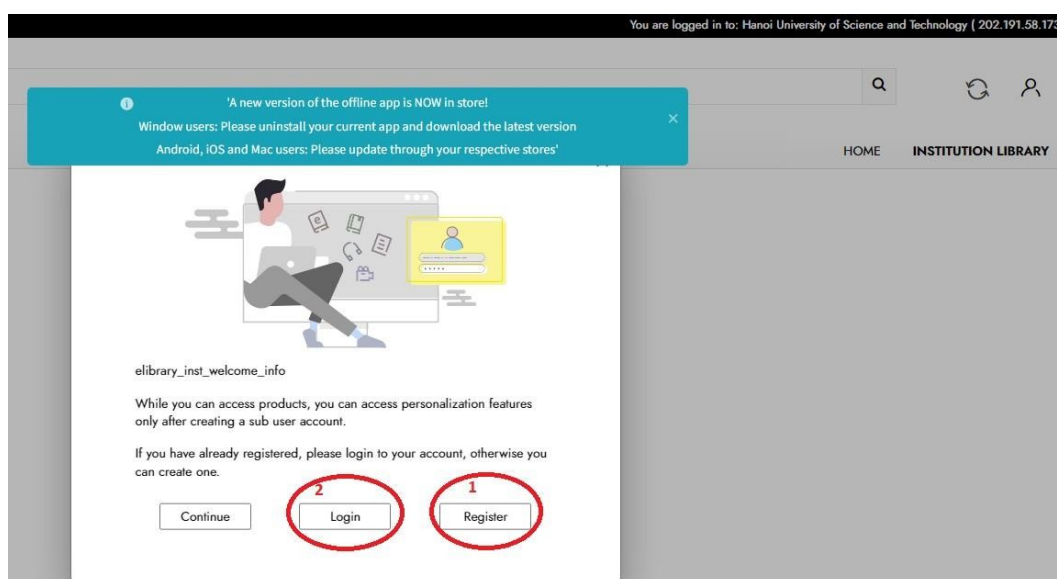 You are logged in to: Hanoi University of Science and Technology ( 202.191.58.173
'A new version of the offline app is NOW in store!
Window users: Please uninstall your current app and download the latest version
Android, iOS and Mac users: Please update through your respective stores'
HOME INSTITUTION LIBRARY
elibrary_inst_welcome_info
While you can access products, you can access personalization features
only after creating a sub user account.
If you have already registered, please login to your account, otherwise you
can create one.
2 1
Continue Login Register